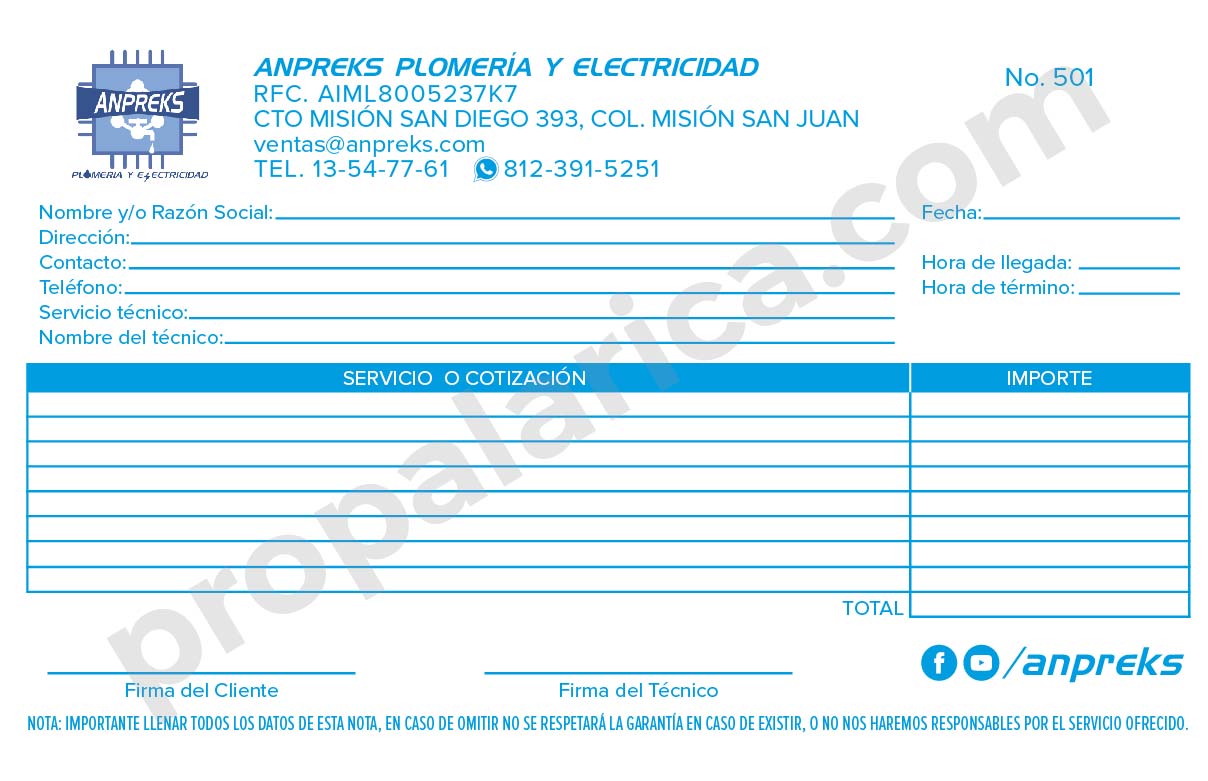 ANPREKS
PLOMERIA Y ELECTRICIDAD
ANPREKS PLOMERÍA Y ELECTRICIDAD
RFC. AIML8005237K7
CTO MISIÓN SAN DIEGO 393, COL. MISIÓN SAN JUAN
ventas@anpreks.com
TEL. 13-54-77-61 812-391-5251
No. 501
Nombre y/o Razón Social:
Dirección:
Contacto:
Teléfono:
Servicio técnico:
Nombre del técnico:
Fecha:
Hora de llegada:
Hora de término:
SERVICIO O COTIZACIÓN IMPORTE
TOTAL
Firma del Cliente
Firma del Técnico
/anpreks
NOTA: IMPORTANTE LLENAR TODOS LOS DATOS DE ESTA NOTA, EN CASO DE OMITIR NO SE RESPETARÁ LA GARANTÍA EN CASO DE EXISTIR, O NO NOS HAREMOS RESPONSABLES POR EL SERVICIO OFRECIDO.
propalarica.com